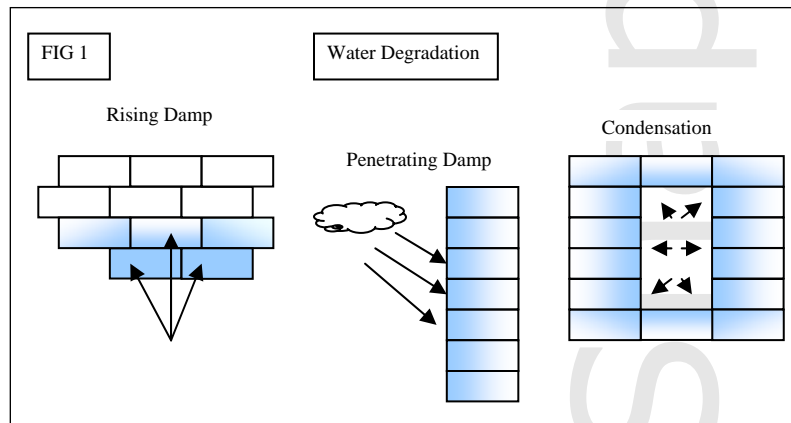 FIG 1
Water Degradation
Rising Damp
Penetrating Damp
Condensation